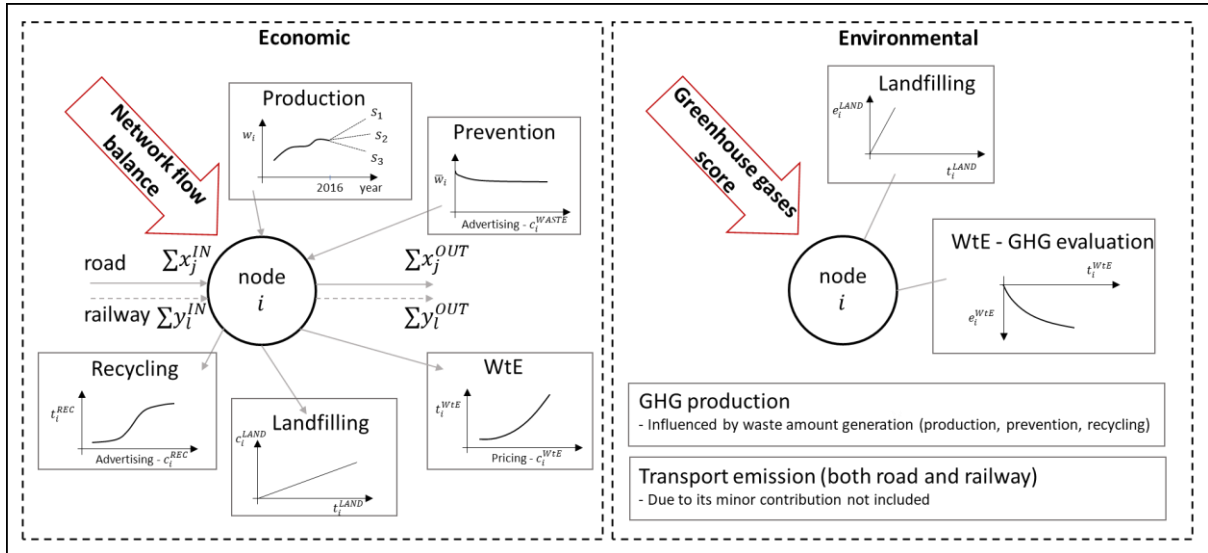 Economic
Network flow
balance
Production
w_i
S_1
S_2
S_3
2016
year
Prevention
w̅_i
Advertising - c_i^{WASTE}
road
∑x_j^{IN}
railway
∑y_l^{IN}
node
i
∑x_j^{OUT}
∑y_l^{OUT}
Recycling
t_i^{REC}
Advertising - c_i^{REC}
Landfilling
c_i^{LAND}
t_i^{LAND}
WtE
t_i^{WtE}
Pricing - c_i^{WtE}
Environmental
Greenhouse gases
score
Landfilling
e_i^{LAND}
t_i^{LAND}
node
i
WtE - GHG evaluation
t_i^{WtE}
e_i^{WtE}
GHG production
- Influenced by waste amount generation (production, prevention, recycling)
Transport emission (both road and railway)
- Due to its minor contribution not included